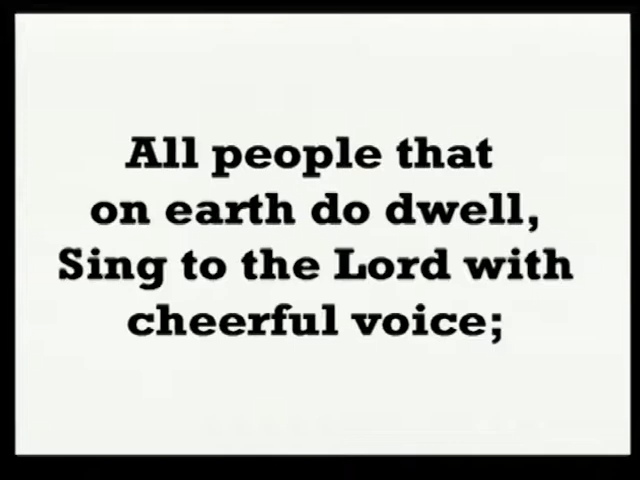 All people that
on earth do dwell,
Sing to the Lord with
cheerful voice;